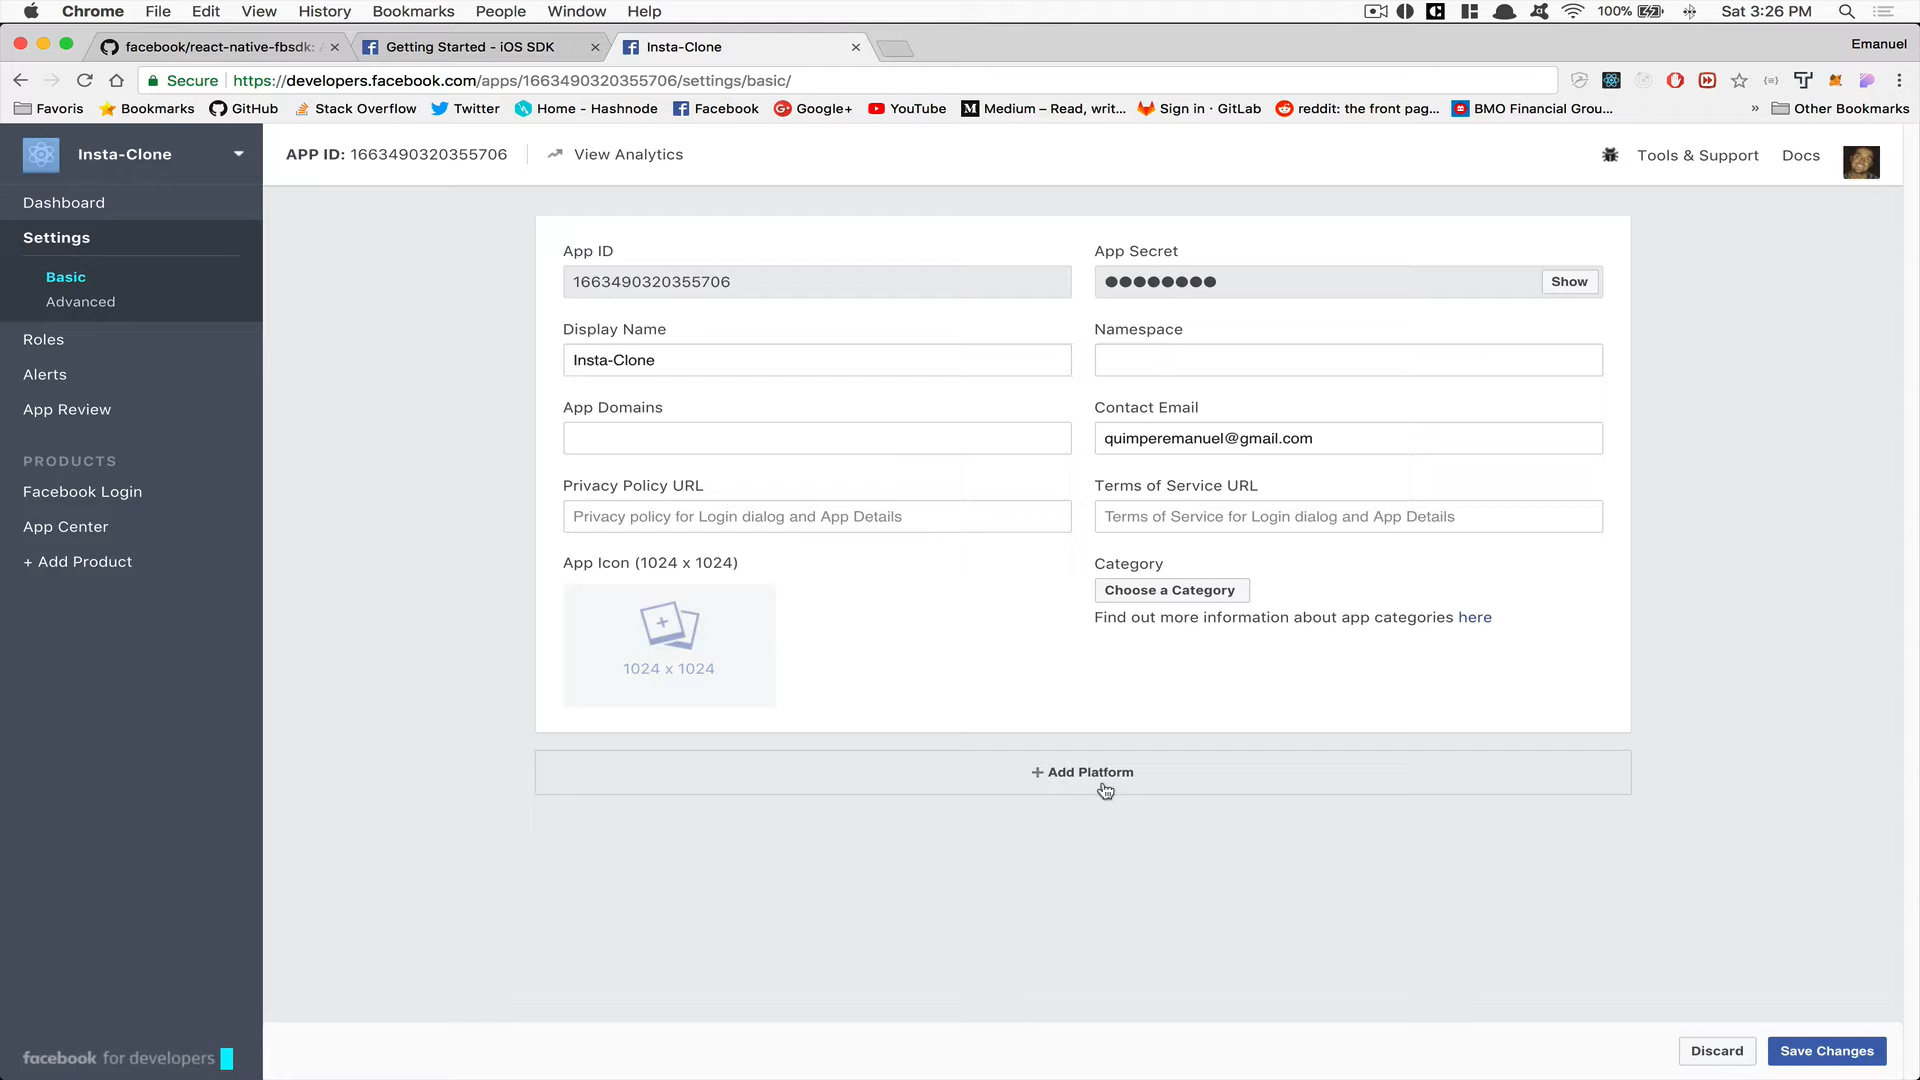 Chrome File Edit View History Bookmarks People Window Help 100% Sat 3:26 PM
facebook/react-native-fbsdk: Getting Started - iOS SDK Insta-Clone Emanuel
Secure https://developers.facebook.com/apps/1663490320355706/settings/basic/
Favoris Bookmarks GitHub Stack Overflow Twitter Home - Hashnode Facebook Google+ YouTube Medium – Read, writ... Sign in · GitLab reddit: the front pag... BMO Financial Grou... » Other Bookmarks
Insta-Clone
APP ID: 1663490320355706 View Analytics Tools & Support Docs
Dashboard
Settings
Basic
Advanced
Roles
Alerts
App Review
PRODUCTS
Facebook Login
App Center
+ Add Product
facebook for developers
App ID
1663490320355706
App Secret
●●●●●●●● Show
Display Name
Insta-Clone
Namespace
App Domains
Contact Email
quimperemanuel@gmail.com
Privacy Policy URL
Privacy policy for Login dialog and App Details
Terms of Service URL
Terms of Service for Login dialog and App Details
App Icon (1024 x 1024)
1024 x 1024
Category
Choose a Category
Find out more information about app categories here
+ Add Platform
Discard Save Changes